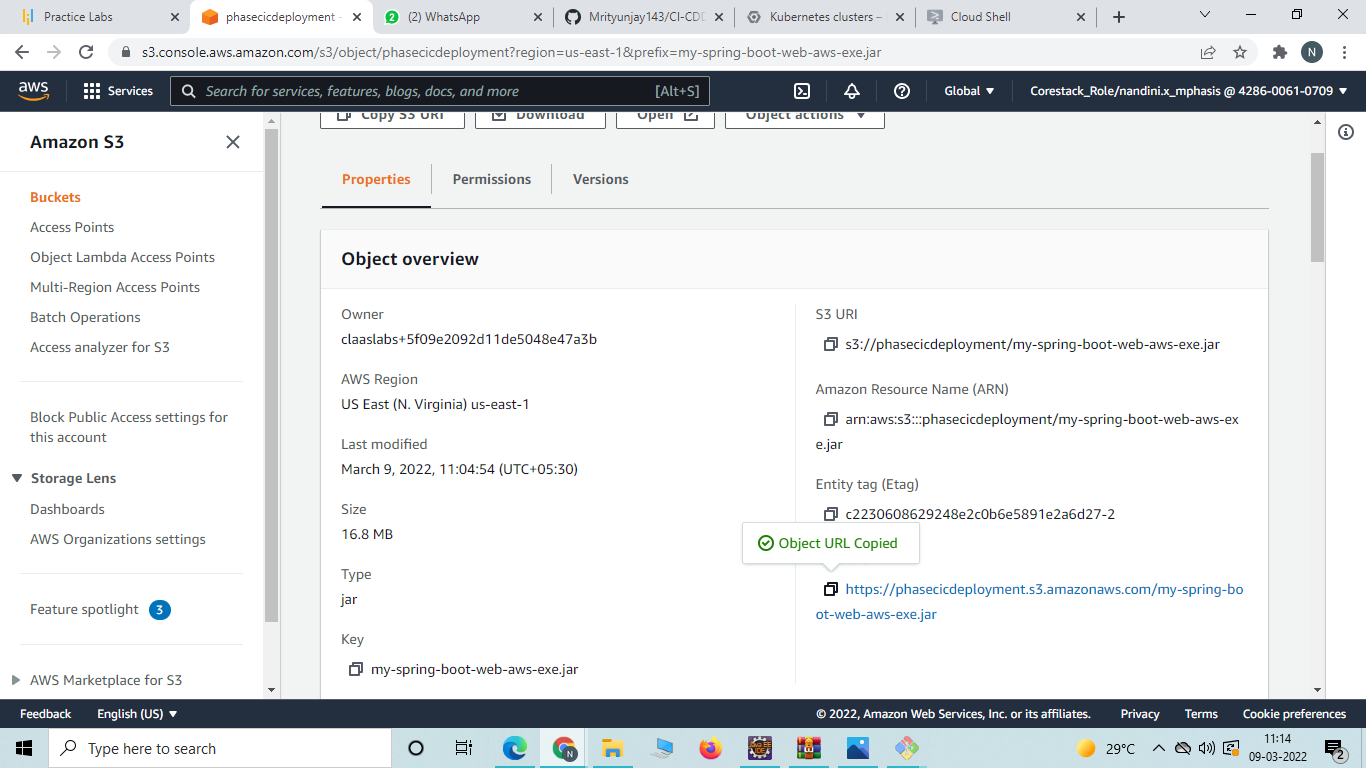 Practice Labs
phasecicdeployment -
(2) WhatsApp
Mrityunjay143/CI-CDD
Kubernetes clusters –
Cloud Shell
s3.console.aws.amazon.com/s3/object/phasecicdeployment?region=us-east-1&prefix=my-spring-boot-web-aws-exe.jar
N
aws
Services
Search for services, features, blogs, docs, and more
[Alt+S]
Global
Corestack_Role/nandini.x_mphasis @ 4286-0061-0709
Amazon S3
Buckets
Access Points
Object Lambda Access Points
Multi-Region Access Points
Batch Operations
Access analyzer for S3
Block Public Access settings for
this account
Storage Lens
Dashboards
AWS Organizations settings
Feature spotlight 3
AWS Marketplace for S3
Copy S3 URI
Download
Open
Object actions
Properties
Permissions
Versions
Object overview
Owner
claaslabs+5f09e2092d11de5048e47a3b
AWS Region
US East (N. Virginia) us-east-1
Last modified
March 9, 2022, 11:04:54 (UTC+05:30)
Size
16.8 MB
Type
jar
Key
my-spring-boot-web-aws-exe.jar
S3 URI
s3://phasecicdeployment/my-spring-boot-web-aws-exe.jar
Amazon Resource Name (ARN)
arn:aws:s3:::phasecicdeployment/my-spring-boot-web-aws-ex
e.jar
Entity tag (Etag)
c2230608629248e2c0b6e5891e2a6d27-2
Object URL Copied
https://phasecicdeployment.s3.amazonaws.com/my-spring-bo
ot-web-aws-exe.jar
Feedback
English (US)
© 2022, Amazon Web Services, Inc. or its affiliates.
Privacy
Terms
Cookie preferences
Type here to search
N
29°C
11:14
09-03-2022
2